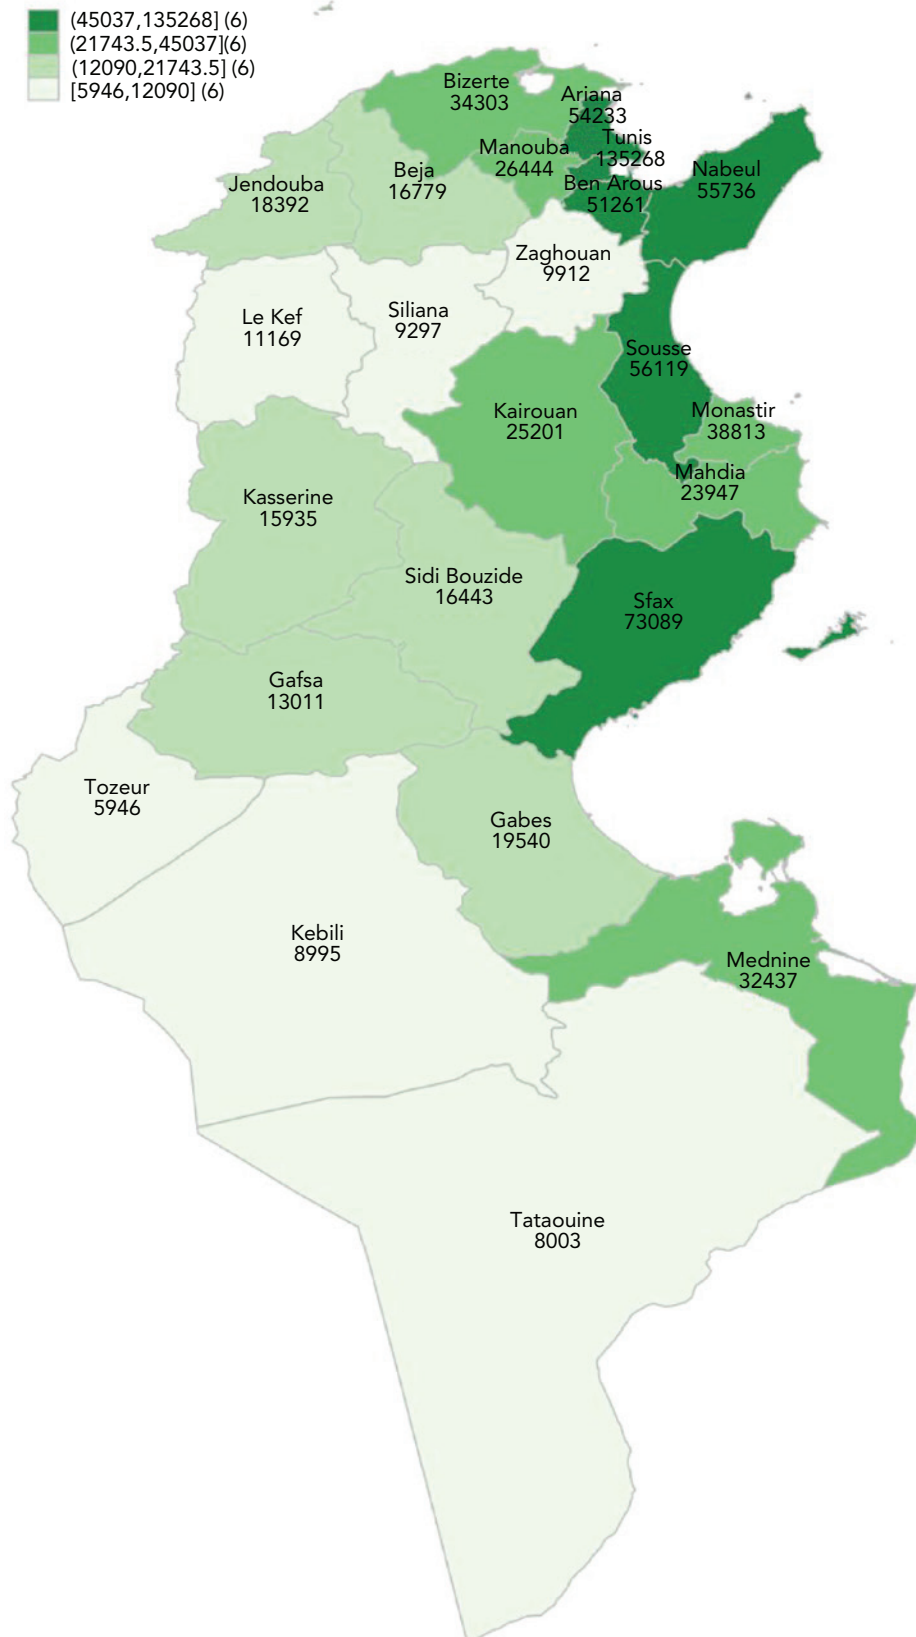 (45037,135268] (6)
(21743.5,45037](6)
(12090,21743.5] (6)
[5946,12090) (6)
Bizerte
34303
Ariana
54233
Tunis
135268
Manouba
26444
Ben Arous
51261
Nabeul
55736
Beja
16779
Jendouba
18392
Zaghouan
9912
Siliana
9297
Le Kef
11169
Sousse
56119
Kairouan
25201
Monastir
38813
Mahdia
23947
Kasserine
15935
Sidi Bouzide
16443
Sfax
73089
Gafsa
13011
Tozeur
5946
Gabes
19540
Kebili
8995
Mednine
32437
Tataouine
8003